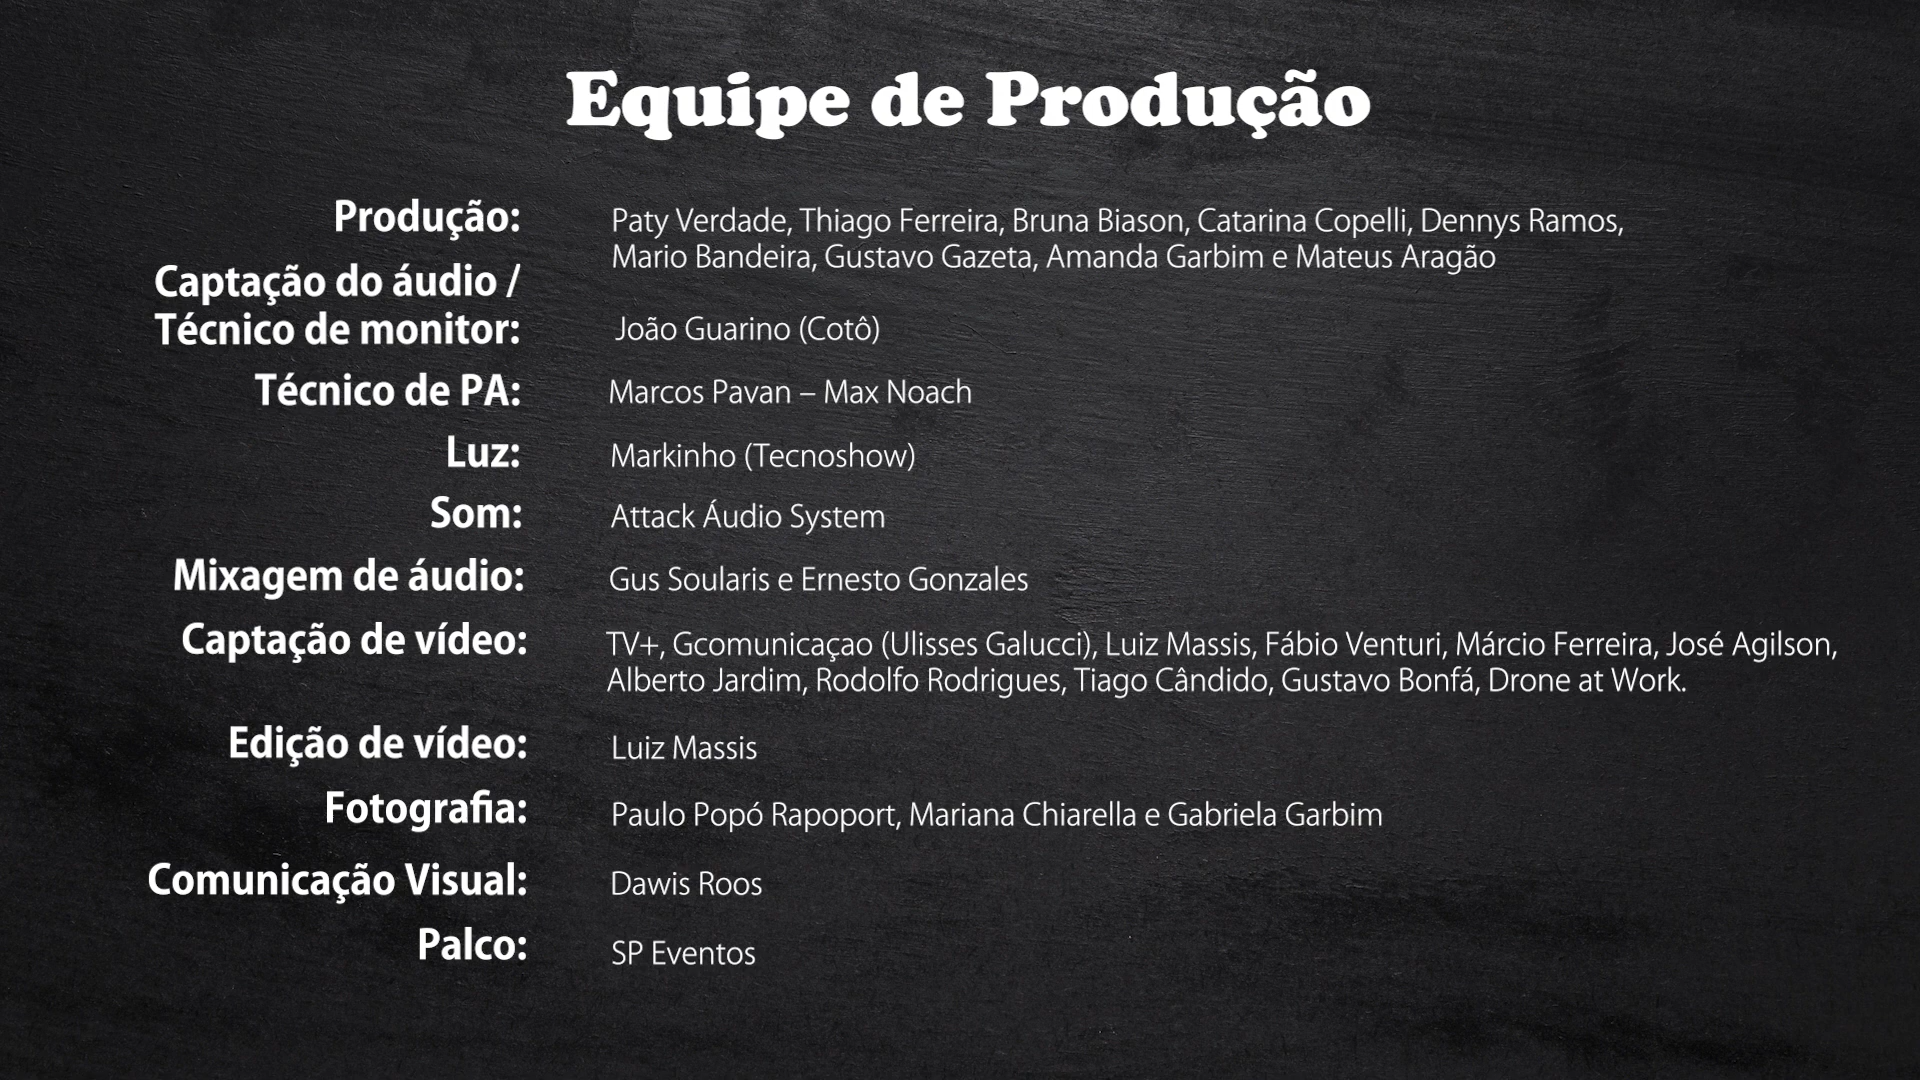 Equipe de Produção
Produção: Paty Verdade, Thiago Ferreira, Bruna Biason, Catarina Copelli, Dennys Ramos,
Mario Bandeira, Gustavo Gazeta, Amanda Garbim e Mateus Aragão
Captação do áudio /
Técnico de monitor: João Guarino (Cotô)
Técnico de PA: Marcos Pavan – Max Noach
Luz: Markinho (Tecnoshow)
Som: Attack Áudio System
Mixagem de áudio: Gus Soularis e Ernesto Gonzales
Captação de vídeo: TV+, Gcomunicaçao (Ulisses Galucci), Luiz Massis, Fábio Venturi, Márcio Ferreira, José Agilson,
Alberto Jardim, Rodolfo Rodrigues, Tiago Cândido, Gustavo Bonfá, Drone at Work.
Edição de vídeo: Luiz Massis
Fotografia: Paulo Popó Rapoport, Mariana Chiarella e Gabriela Garbim
Comunicação Visual: Dawis Roos
Palco: SP Eventos